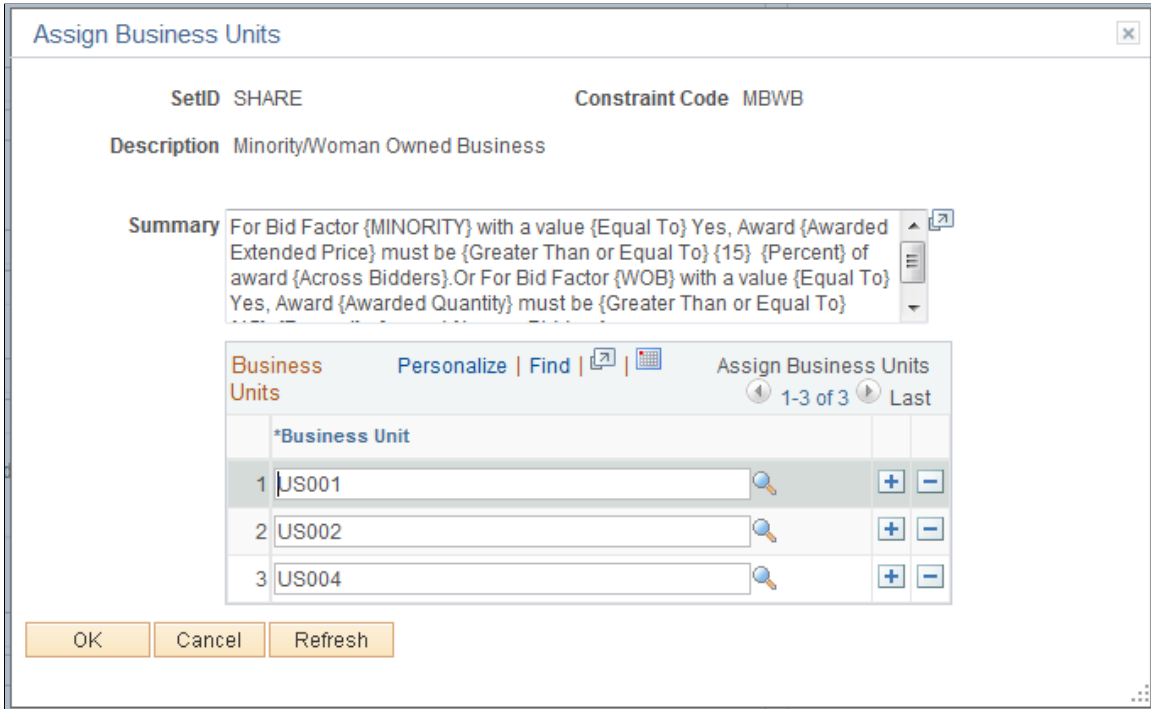 Assign Business Units
SetID SHARE Constraint Code MBWB
Description Minority/Woman Owned Business
Summary For Bid Factor {MINORITY} with a value {Equal To} Yes, Award {Awarded
Extended Price} must be {Greater Than or Equal To} {15} {Percent} of
award {Across Bidders}.Or For Bid Factor {WOB} with a value {Equal To}
Yes, Award {Awarded Quantity} must be {Greater Than or Equal To}
Business Units Personalize | Find | | Assign Business Units
1-3 of 3 Last
*Business Unit
1 US001
2 US002
3 US004
OK Cancel Refresh